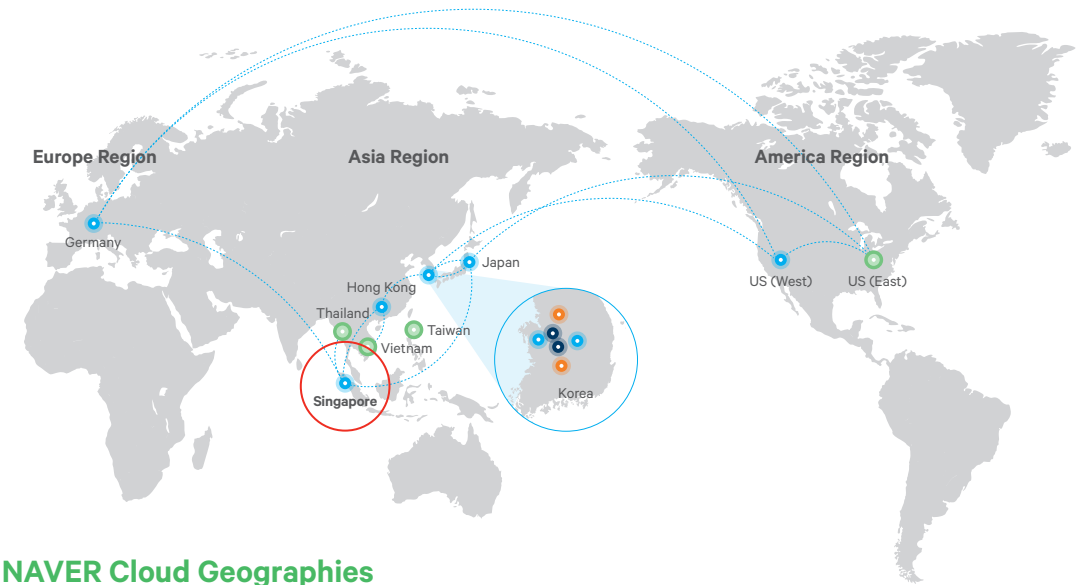 Europe Region
Asia Region
America Region
Germany
Japan
Hong Kong
US (West)
US (East)
Thailand
Taiwan
Vietnam
Korea
Singapore
NAVER Cloud Geographies